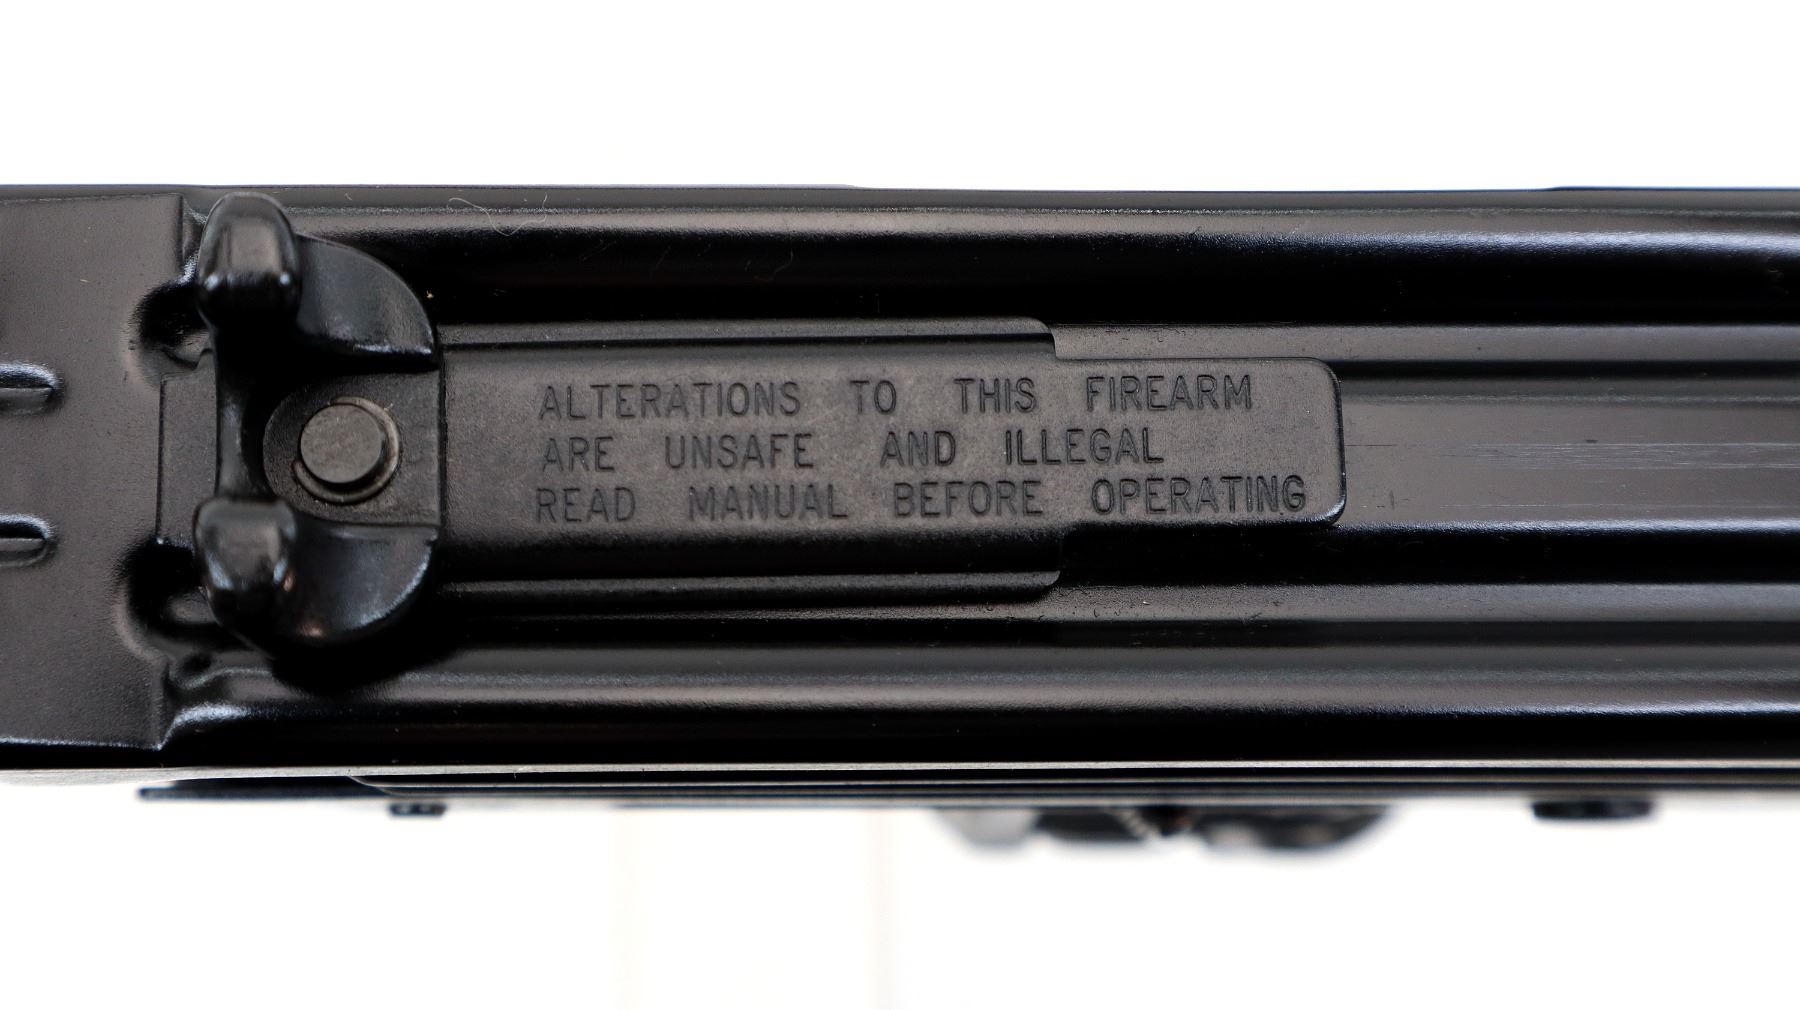 ALTERATIONS TO THIS FIREARM
ARE UNSAFE AND ILLEGAL
READ MANUAL BEFORE OPERATING